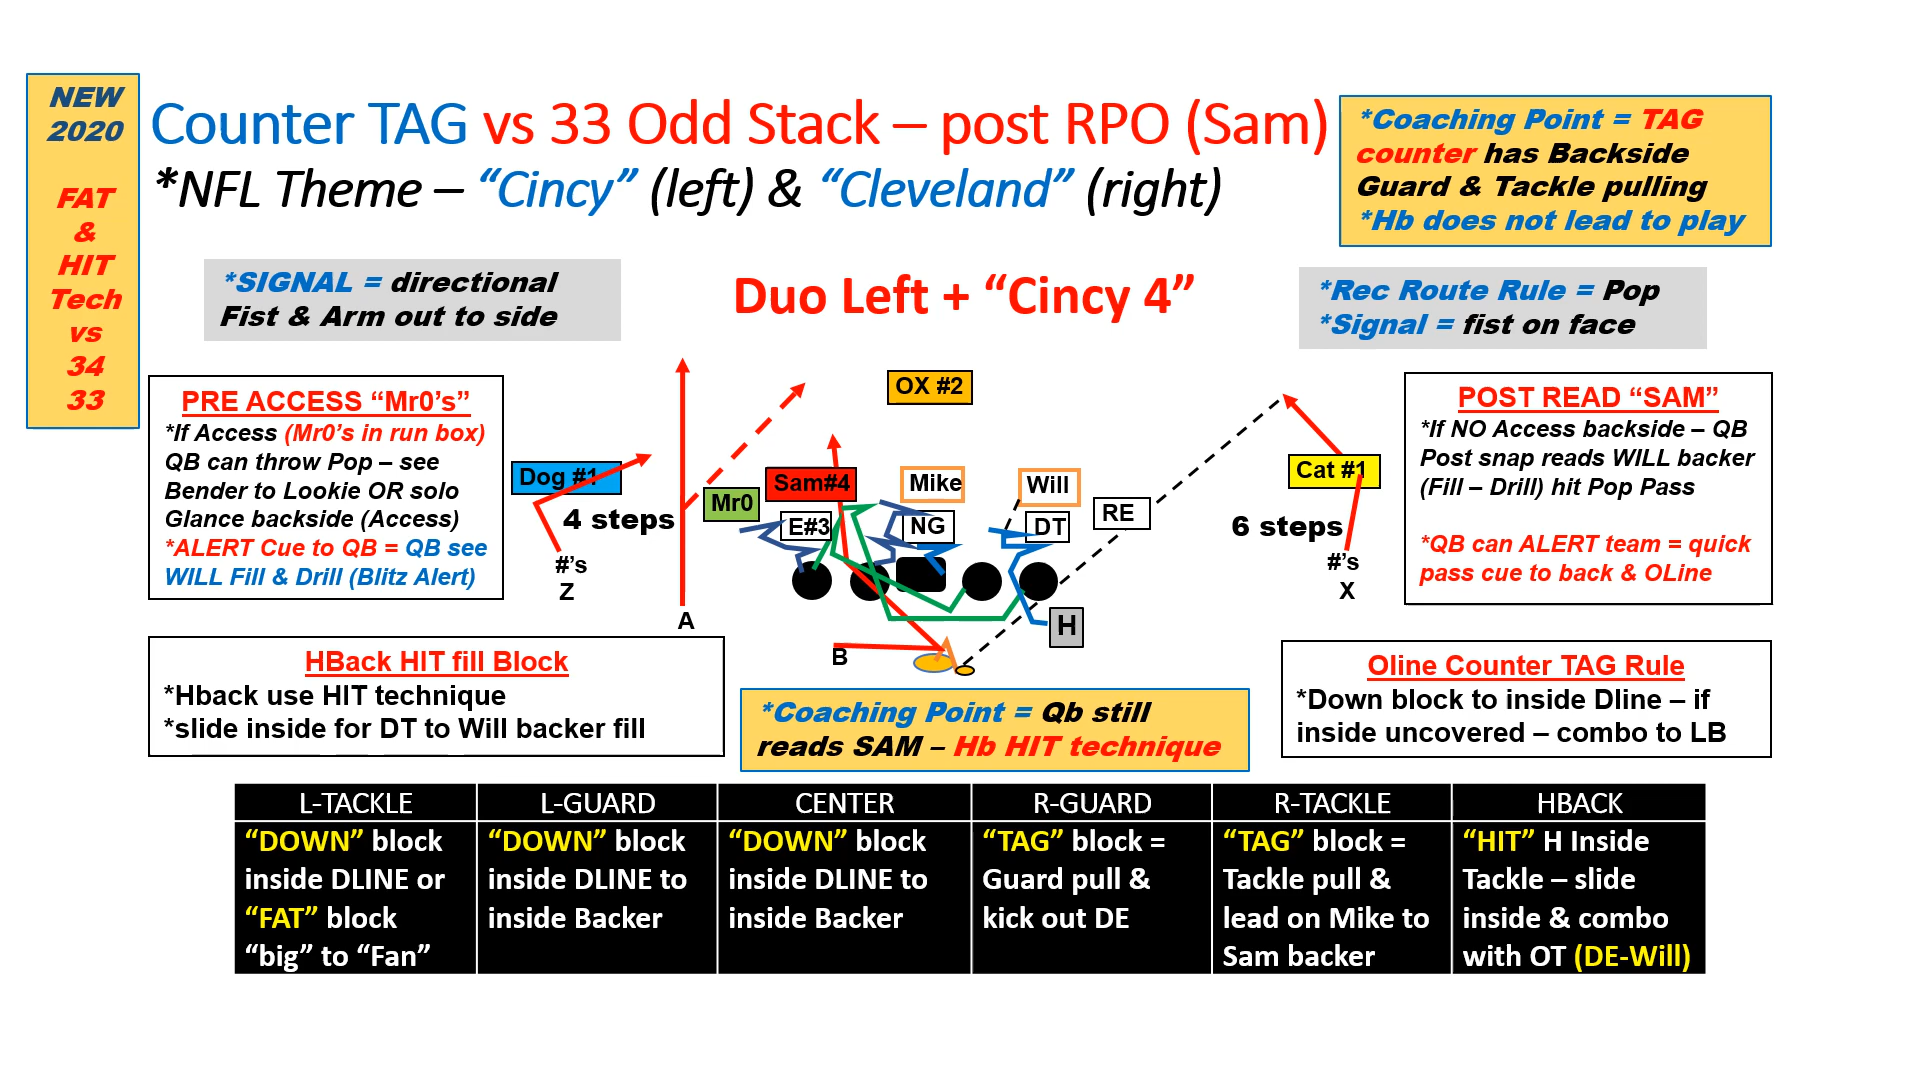 NEW
2020
FAT
&
HIT
Tech
vs
34
33
Counter TAG vs 33 Odd Stack – post RPO (Sam)
*NFL Theme – “Cincy” (left) & “Cleveland” (right)
*Coaching Point = TAG
counter has Backside
Guard & Tackle pulling
*Hb does not lead to play
*SIGNAL = directional
Fist & Arm out to side
Duo Left + “Cincy 4”
*Rec Route Rule = Pop
*Signal = fist on face
PRE ACCESS “Mr0’s”
*If Access (Mr0’s in run box)
QB can throw Pop – see
Bender to Lookie OR solo
Glance backside (Access)
*ALERT Cue to QB = QB see
WILL Fill & Drill (Blitz Alert)
OX #2
Dog #1
Mr0
Sam#4
Mike
Will
Cat #1
4 steps
E#3
NG
DT
RE
6 steps
#’s
Z
A
#’s
X
H
B
POST READ “SAM”
*If NO Access backside – QB
Post snap reads WILL backer
(Fill – Drill) hit Pop Pass
*QB can ALERT team = quick
pass cue to back & OLine
HBack HIT fill Block
*Hback use HIT technique
*slide inside for DT to Will backer fill
*Coaching Point = Qb still
reads SAM – Hb HIT technique
Oline Counter TAG Rule
*Down block to inside Dline – if
inside uncovered – combo to LB
L-TACKLE
“DOWN” block
inside DLINE or
“FAT” block
“big” to “Fan”
L-GUARD
“DOWN” block
inside DLINE to
inside Backer
CENTER
“DOWN” block
inside DLINE to
inside Backer
R-GUARD
“TAG” block =
Guard pull &
kick out DE
R-TACKLE
“TAG” block =
Tackle pull &
lead on Mike to
Sam backer
HBACK
“HIT” H Inside
Tackle – slide
inside & combo
with OT (DE-Will)